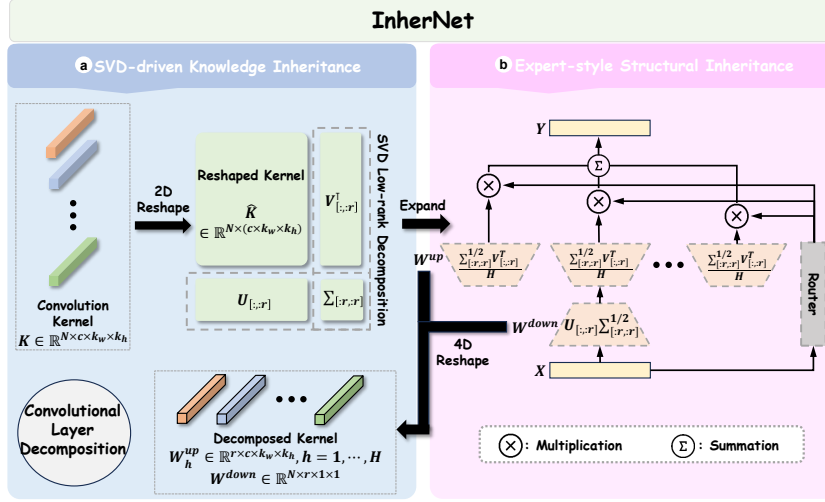 InherNet
a SVD-driven Knowledge Inheritance
Convolution
Kernel
K ∈ ℝ^{N×c×k_w×k_h}
2D
Reshape
Reshaped Kernel
K̂
∈ ℝ^{N×(c×k_w×k_h)}
V^⊺_{[:,:r]}
U_{[:,:r]}
Σ_{[:r,:r]}
SVD Low-rank Decomposition
Expand
4D
Reshape
Convolutional
Layer
Decomposition
Decomposed Kernel
W^{up}_h ∈ ℝ^{r×c×k_w×k_h}, h = 1, ⋯, H
W^{down} ∈ ℝ^{N×r×1×1}
b Expert-style Structural Inheritance
Y
Σ
W^{up}
Σ^{1/2}_{[:r,:r]}V^T_{[:,:r]}
H
Σ^{1/2}_{[:r,:r]}V^T_{[:,:r]}
H
Σ^{1/2}_{[:r,:r]}V^T_{[:,:r]}
H
W^{down}
U_{[:,:r]}Σ^{1/2}_{[:r,:r]}
X
Router
⊗: Multiplication
Σ: Summation